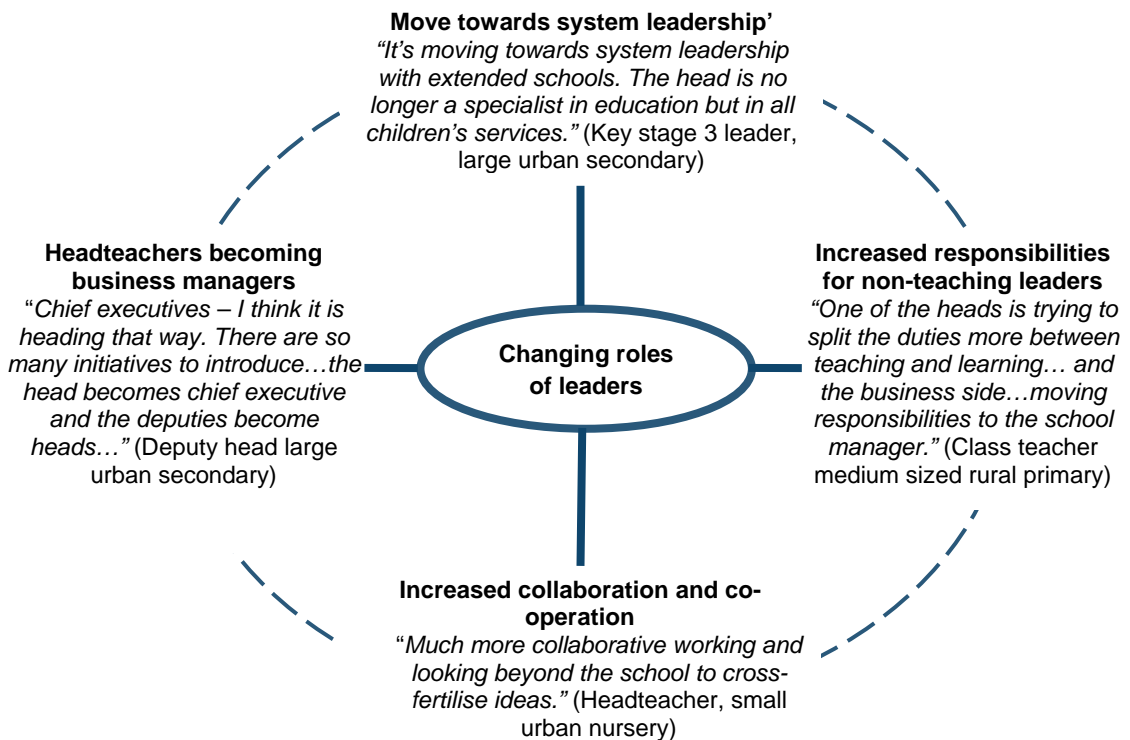 Move towards system leadership’
“It’s moving towards system leadership
with extended schools. The head is no
longer a specialist in education but in all
children’s services.” (Key stage 3 leader,
large urban secondary)
Headteachers becoming
business managers
“Chief executives – I think it is
heading that way. There are so
many initiatives to introduce…the
head becomes chief executive
and the deputies become
heads…” (Deputy head large
urban secondary)
Changing roles
of leaders
Increased responsibilities
for non-teaching leaders
“One of the heads is trying to
split the duties more between
teaching and learning… and
the business side…moving
responsibilities to the school
manager.” (Class teacher
medium sized rural primary)
Increased collaboration and co-
operation
“Much more collaborative working and
looking beyond the school to cross-
fertilise ideas.” (Headteacher, small
urban nursery)